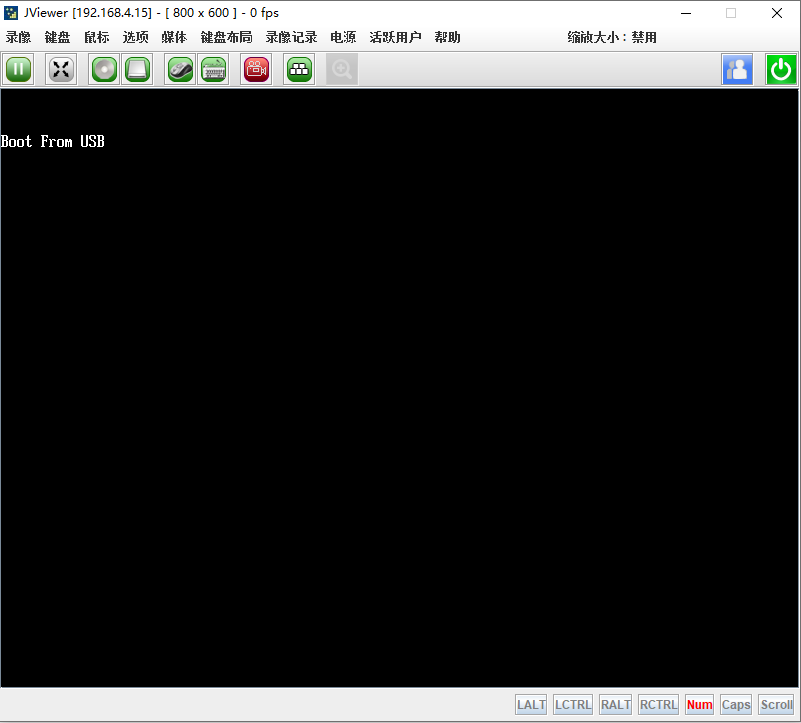 JViewer [192.168.4.15] - [ 800 x 600 ] - 0 fps
录像 键盘 鼠标 选项 媒体 键盘布局 录像记录 电源 活跃用户 帮助 缩放大小 : 禁用
Boot From USB
LALT LCTRL RALT RCTRL Num Caps Scroll